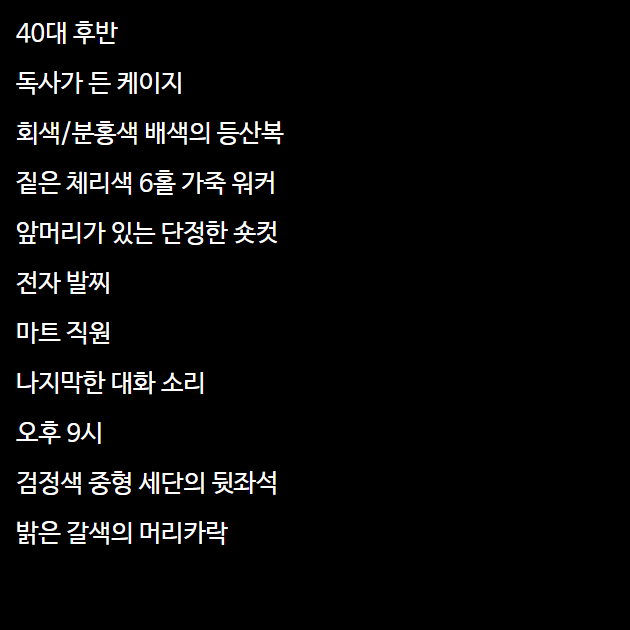 40대 후반
독사가 든 케이지
회색/분홍색 배색의 등산복
짙은 체리색 6홀 가죽 워커
앞머리가 있는 단정한 숏컷
전자 발찌
마트 직원
나지막한 대화 소리
오후 9시
검정색 중형 세단의 뒷좌석
밝은 갈색의 머리카락